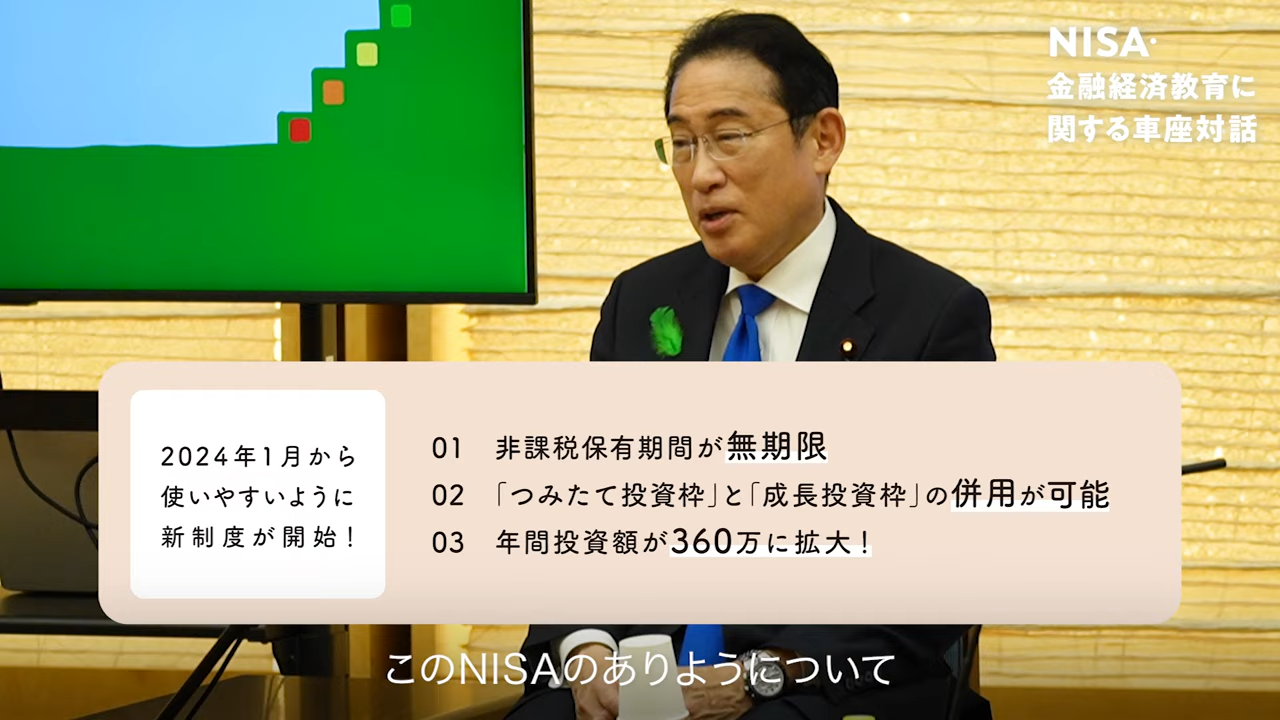 NISA・
金融経済教育に
関する車座対話
2024年1月から
使いやすいように
新制度が開始!
01 非課税保有期間が無期限
02 「つみたて投資枠」と「成長投資枠」の併用が可能
03 年間投資額が360万に拡大!
このNISAのありようについて